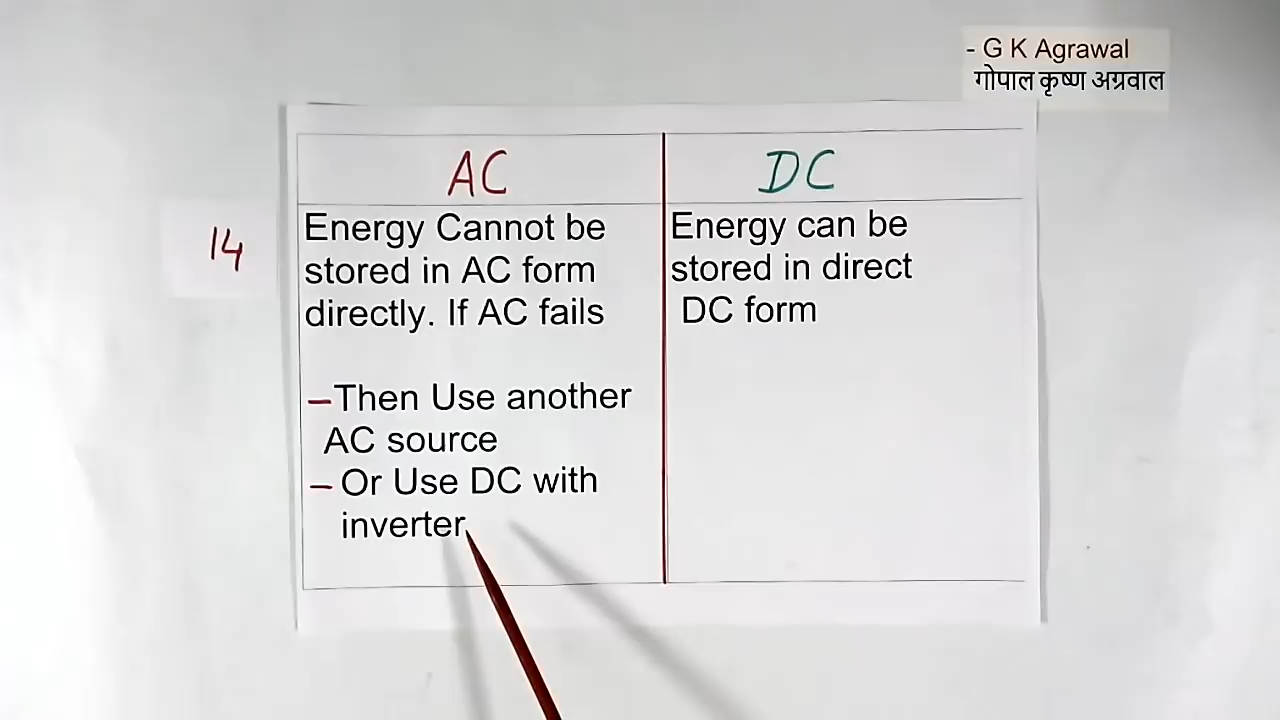 - G K Agrawal
गोपाल कृष्ण अग्रवाल
AC
DC
14
Energy Cannot be
stored in AC form
directly. If AC fails
–Then Use another
AC source
– Or Use DC with
inverter
Energy can be
stored in direct
DC form